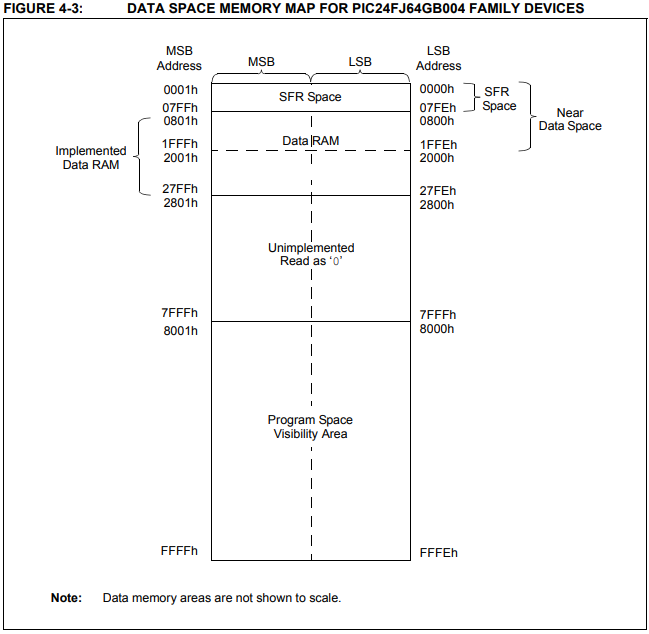 FIGURE 4-3: DATA SPACE MEMORY MAP FOR PIC24FJ64GB004 FAMILY DEVICES
MSB Address
LSB Address
MSB LSB
0001h SFR Space 0000h SFR Space
07FFh 07FEh
0801h 0800h
Near Data Space
Implemented Data RAM
Data RAM
1FFFh 1FFEh
2001h 2000h
27FFh 27FEh
2801h 2800h
Unimplemented
Read as ‘0’
7FFFh 7FFFh
8001h 8000h
Program Space
Visibility Area
FFFFh FFFEh
Note: Data memory areas are not shown to scale.